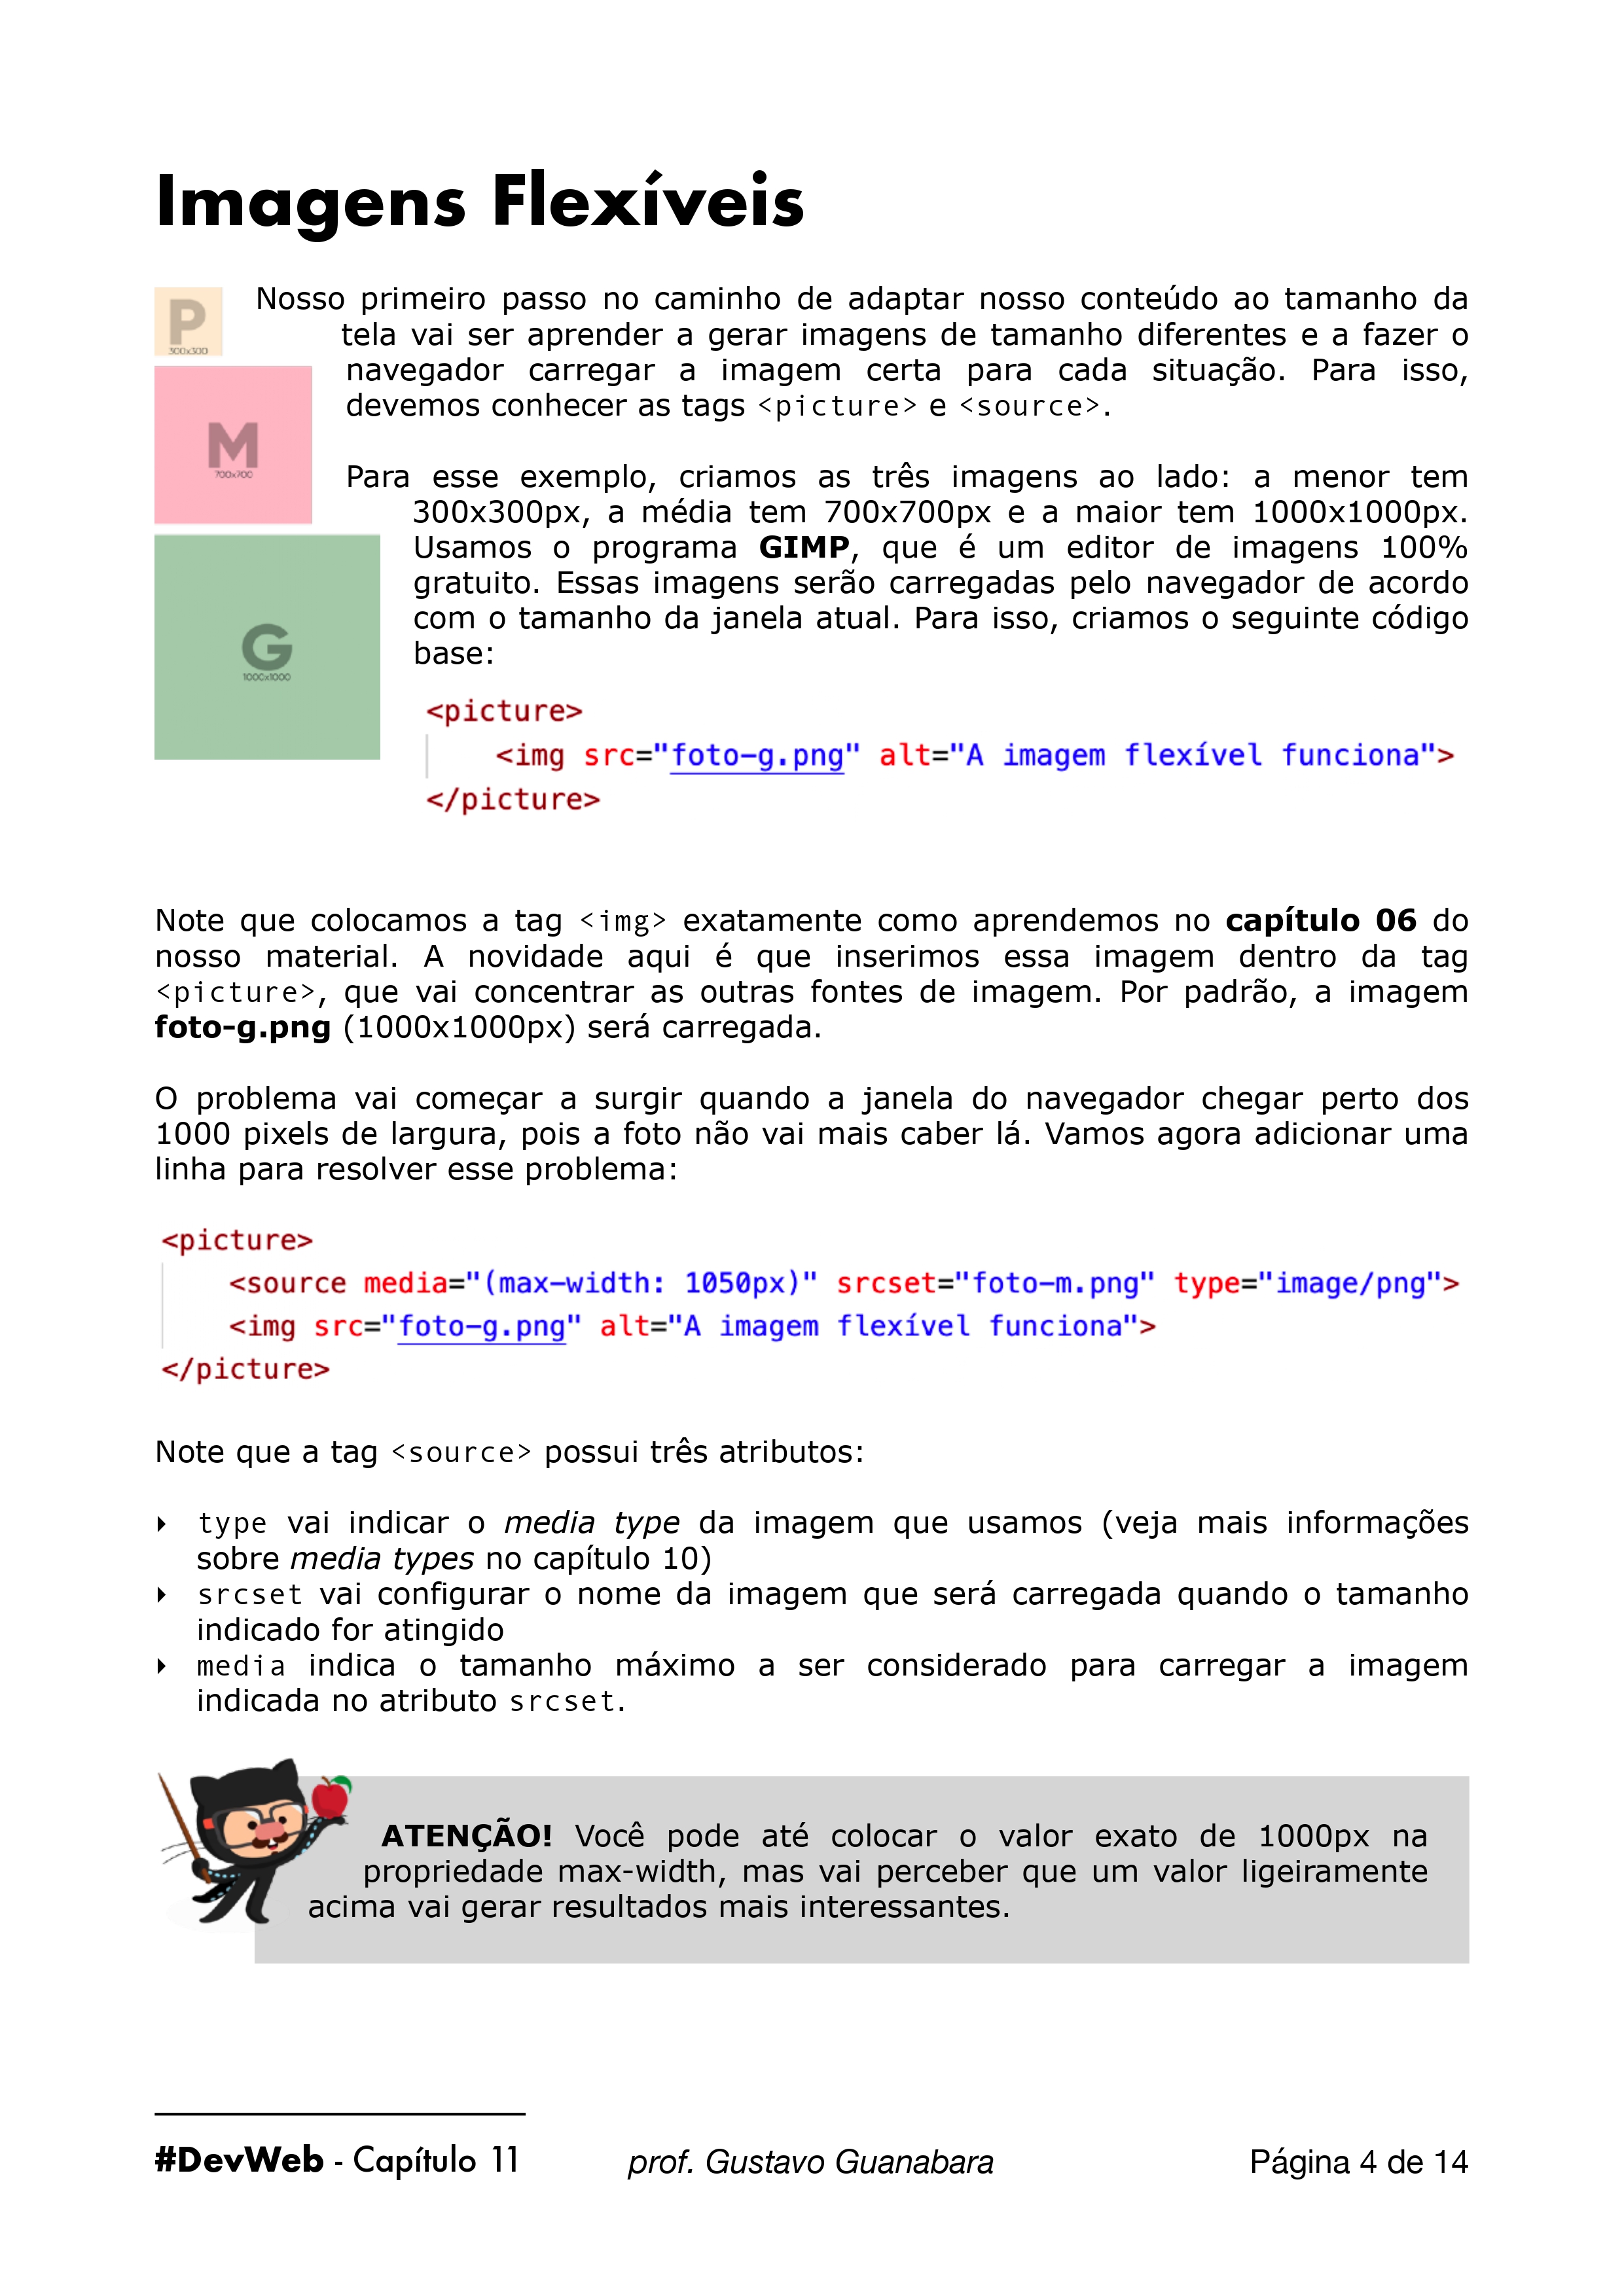 Imagens Flexíveis
P
300x300
Nosso primeiro passo no caminho de adaptar nosso conteúdo ao tamanho da
tela vai ser aprender a gerar imagens de tamanho diferentes e a fazer o
navegador carregar a imagem certa para cada situação. Para isso,
devemos conhecer as tags <picture> e <source>.
M
700x700
Para esse exemplo, criamos as três imagens ao lado: a menor tem
300x300px, a média tem 700x700px e a maior tem 1000x1000px.
Usamos o programa GIMP, que é um editor de imagens 100%
gratuito. Essas imagens serão carregadas pelo navegador de acordo
com o tamanho da janela atual. Para isso, criamos o seguinte código
base:
G
1000x1000
<picture>
<img src="foto-g.png" alt="A imagem flexível funciona">
</picture>
Note que colocamos a tag <img> exatamente como aprendemos no capítulo 06 do
nosso material. A novidade aqui é que inserimos essa imagem dentro da tag
<picture>, que vai concentrar as outras fontes de imagem. Por padrão, a imagem
foto-g.png (1000x1000px) será carregada.
O problema vai começar a surgir quando a janela do navegador chegar perto dos
1000 pixels de largura, pois a foto não vai mais caber lá. Vamos agora adicionar uma
linha para resolver esse problema:
<picture>
<source media="(max-width: 1050px)" srcset="foto-m.png" type="image/png">
<img src="foto-g.png" alt="A imagem flexível funciona">
</picture>
Note que a tag <source> possui três atributos:
‣ type vai indicar o media type da imagem que usamos (veja mais informações
sobre media types no capítulo 10)
‣ srcset vai configurar o nome da imagem que será carregada quando o tamanho
indicado for atingido
‣ media indica o tamanho máximo a ser considerado para carregar a imagem
indicada no atributo srcset.
ATENÇÃO! Você pode até colocar o valor exato de 1000px na
propriedade max-width, mas vai perceber que um valor ligeiramente
acima vai gerar resultados mais interessantes.
#DevWeb - Capítulo 11 prof. Gustavo Guanabara Página 4 de 14